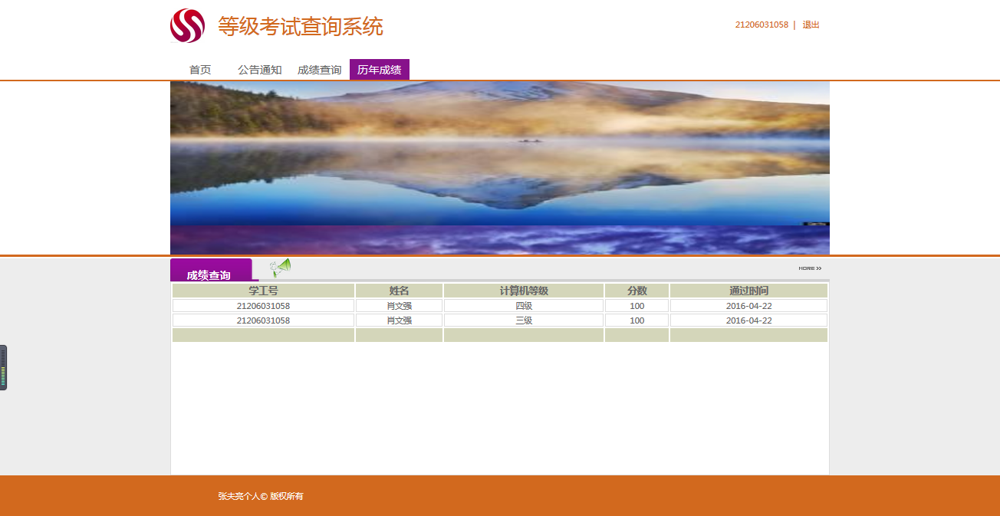 等级考试查询系统
21206031058 | 退出
首页 公告通知 成绩查询 历年成绩
成绩查询
MORE »
学工号 姓名 计算机等级 分数 通过时间
21206031058 肖文强 四级 100 2016-04-22
21206031058 肖文强 三级 100 2016-04-22
张夫亮个人© 版权所有